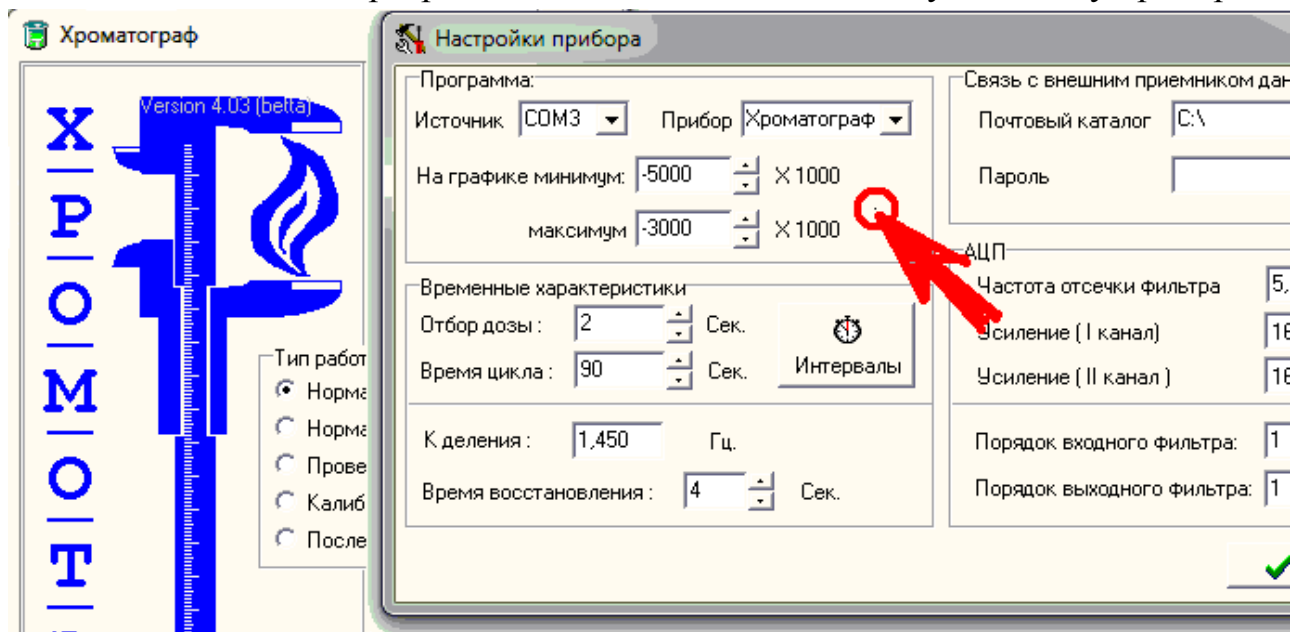 Хроматограф
Version 4.03 (betta)
Х
Р
О
М
О
Т
Тип работ
Норма
Норма
Прове
Калиб
После
Настройки прибора
Программа:
Источник COM3 Прибор Хроматограф
На графике минимум: -5000 X 1000
максимум -3000 X 1000
Временные характеристики
Отбор дозы : 2 Сек.
Время цикла : 90 Сек.
Интервалы
К деления : 1,450 Гц.
Время восстановления : 4 Сек.
Связь с внешним приемником дан
Почтовый каталог C:\
Пароль
АЦП
Частота отсечки фильтра 5,
Усиление ( I канал) 16
Усиление ( II канал ) 16
Порядок входного фильтра: 1
Порядок выходного фильтра: 1